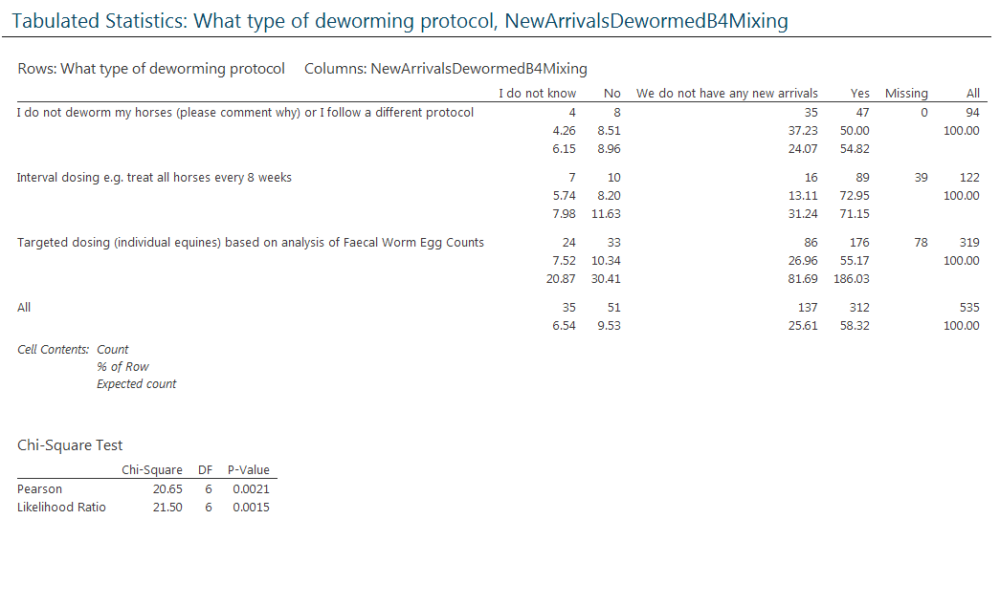 Tabulated Statistics: What type of deworming protocol, NewArrivalsDewormedB4Mixing
Rows: What type of deworming protocol Columns: NewArrivalsDewormedB4Mixing
I do not know No We do not have any new arrivals Yes Missing All
I do not deworm my horses (please comment why) or I follow a different protocol 4 8 35 47 0 94
4.26 8.51 37.23 50.00 100.00
6.15 8.96 24.07 54.82
Interval dosing e.g. treat all horses every 8 weeks 7 10 16 89 39 122
5.74 8.20 13.11 72.95 100.00
7.98 11.63 31.24 71.15
Targeted dosing (individual equines) based on analysis of Faecal Worm Egg Counts 24 33 86 176 78 319
7.52 10.34 26.96 55.17 100.00
20.87 30.41 81.69 186.03
All 35 51 137 312 535
6.54 9.53 25.61 58.32 100.00
Cell Contents: Count
% of Row
Expected count
Chi-Square Test
Chi-Square DF P-Value
Pearson 20.65 6 0.0021
Likelihood Ratio 21.50 6 0.0015